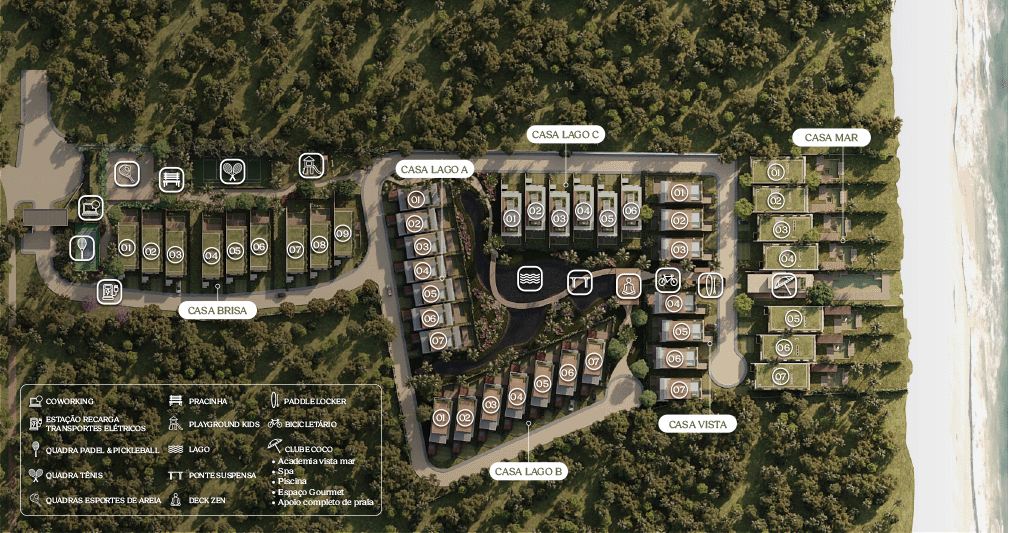 CASA LAGO C
CASA MAR
CASA LAGO A
01
02
03
04
05
06
07
01
02
03
04
05
06
01
02
03
04
05
06
07
01
02
03
04
05
06
07
01
02
03
04
05
06
07
08
09
CASA BRISA
01
02
03
04
05
06
07
CASA VISTA
CASA LAGO B
COWORKING
ESTAÇÃO RECARGA
TRANSPORTES ELÉTRICOS
QUADRA PADEL & PICKLEBALL
QUADRA TÊNIS
QUADRAS ESPORTES DE AREIA
PRACINHA
PLAYGROUND KIDS
LAGO
PONTE SUSPENSA
DECK ZEN
PADDLE LOCKER
BICICLETÁRIO
CLUBE COCO
• Academia vista mar
• Spa
• Piscina
• Espaço Gourmet
• Apoio completo de praia